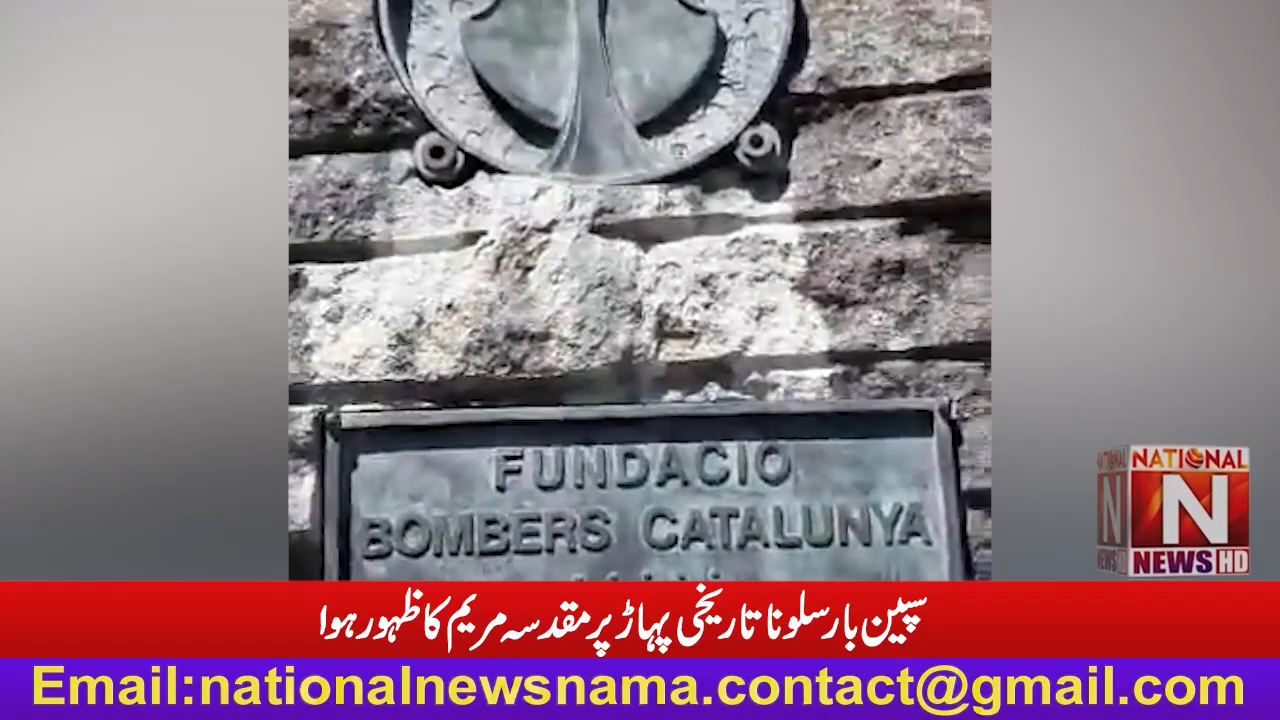 FUNDACIO
BOMBERS CATALUNYA
NATIONAL
N
NEWS HD
سپین بارسلونا تاریخی پہاڑ پر مقدسہ مریم کا ظہور ہوا
Email:nationalnewsnama.contact@gmail.com